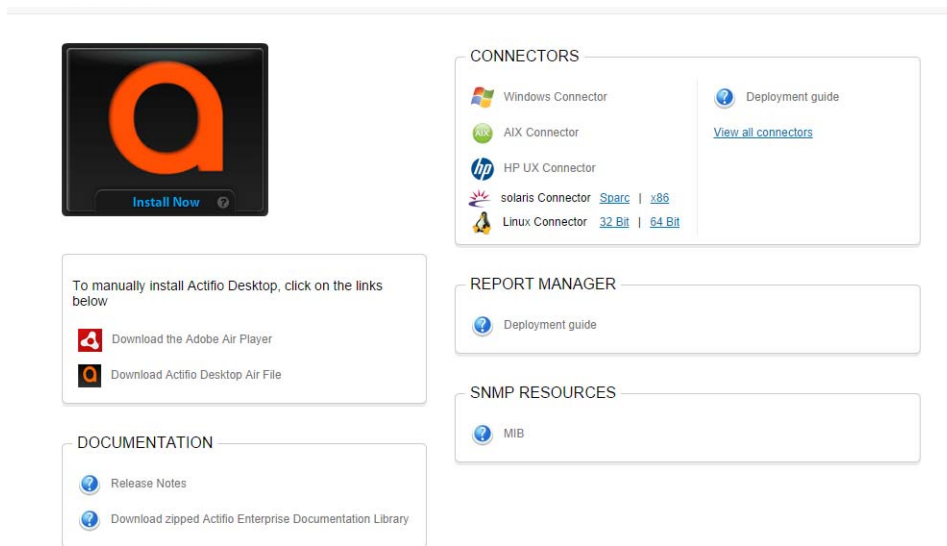 Install Now
To manually install Actifio Desktop, click on the links
below
Download the Adobe Air Player
Download Actifio Desktop Air File
DOCUMENTATION
Release Notes
Download zipped Actifio Enterprise Documentation Library
CONNECTORS
Windows Connector
AIX AIX Connector
hp HP UX Connector
solaris Connector Sparc | x86
Linux Connector 32 Bit | 64 Bit
Deployment guide
View all connectors
REPORT MANAGER
Deployment guide
SNMP RESOURCES
MIB